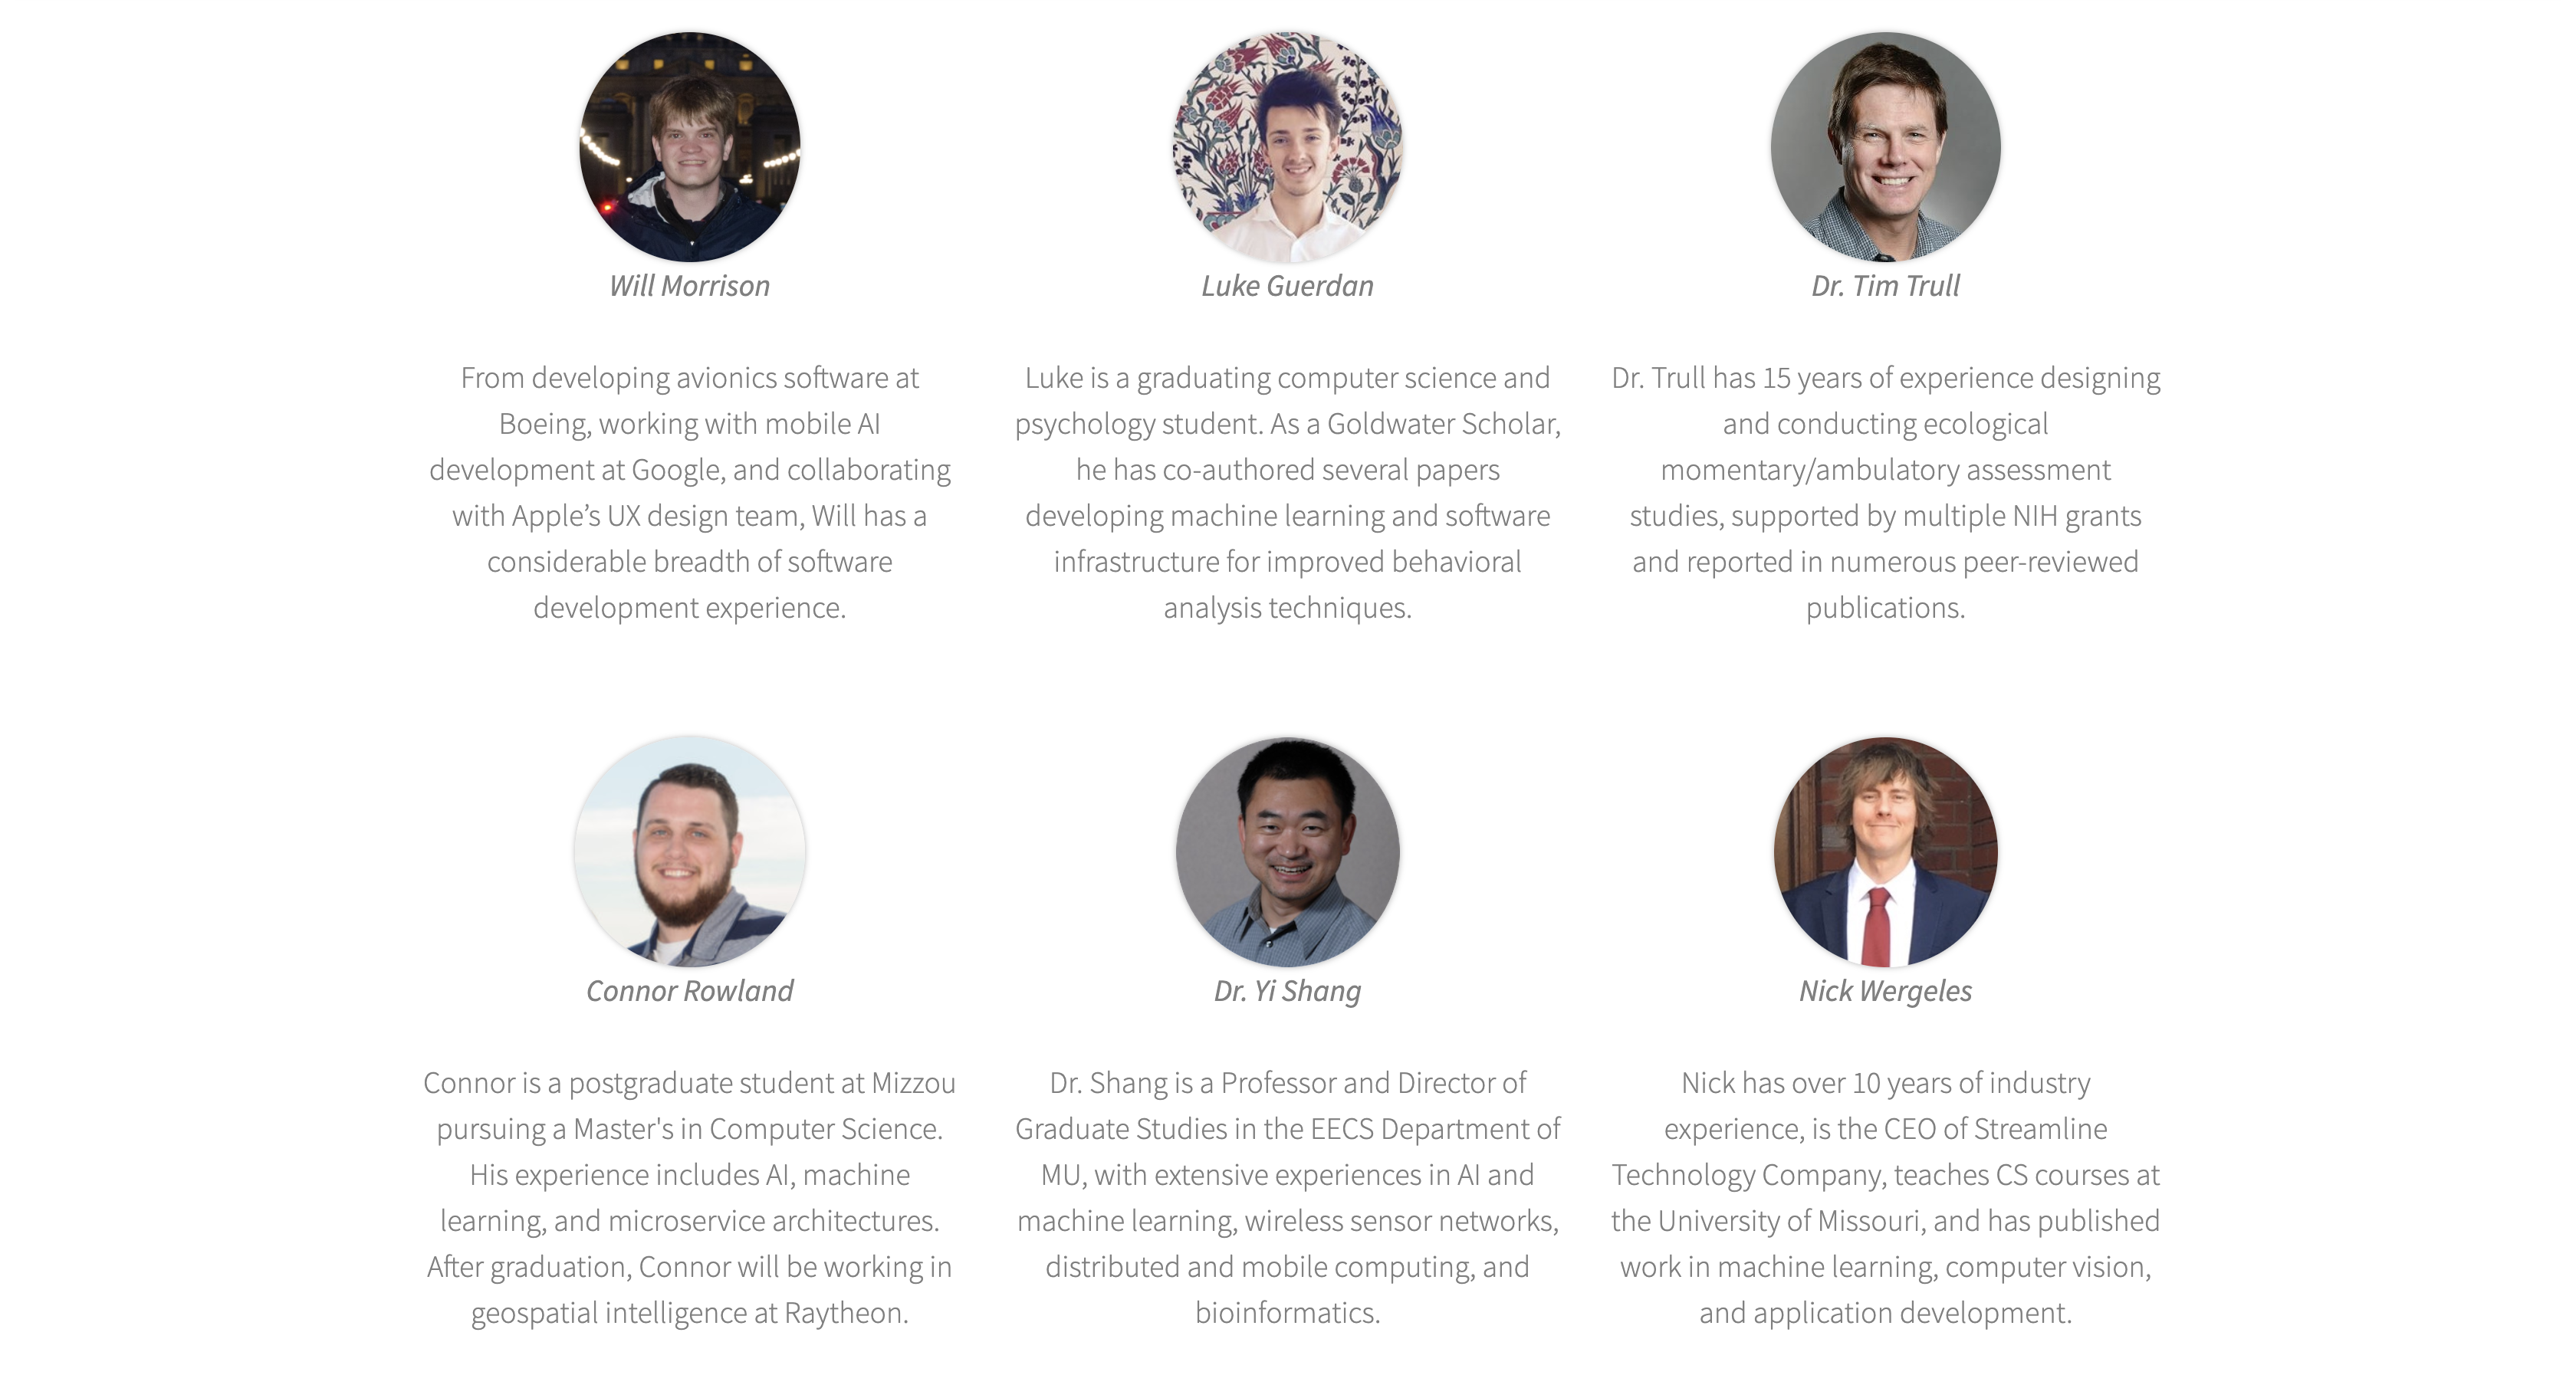 Will Morrison
From developing avionics software at
Boeing, working with mobile AI
development at Google, and collaborating
with Apple’s UX design team, Will has a
considerable breadth of software
development experience.
Luke Guerdan
Luke is a graduating computer science and
psychology student. As a Goldwater Scholar,
he has co-authored several papers
developing machine learning and software
infrastructure for improved behavioral
analysis techniques.
Dr. Tim Trull
Dr. Trull has 15 years of experience designing
and conducting ecological
momentary/ambulatory assessment
studies, supported by multiple NIH grants
and reported in numerous peer-reviewed
publications.
Connor Rowland
Connor is a postgraduate student at Mizzou
pursuing a Master's in Computer Science.
His experience includes AI, machine
learning, and microservice architectures.
After graduation, Connor will be working in
geospatial intelligence at Raytheon.
Dr. Yi Shang
Dr. Shang is a Professor and Director of
Graduate Studies in the EECS Department of
MU, with extensive experiences in AI and
machine learning, wireless sensor networks,
distributed and mobile computing, and
bioinformatics.
Nick Wergeles
Nick has over 10 years of industry
experience, is the CEO of Streamline
Technology Company, teaches CS courses at
the University of Missouri, and has published
work in machine learning, computer vision,
and application development.